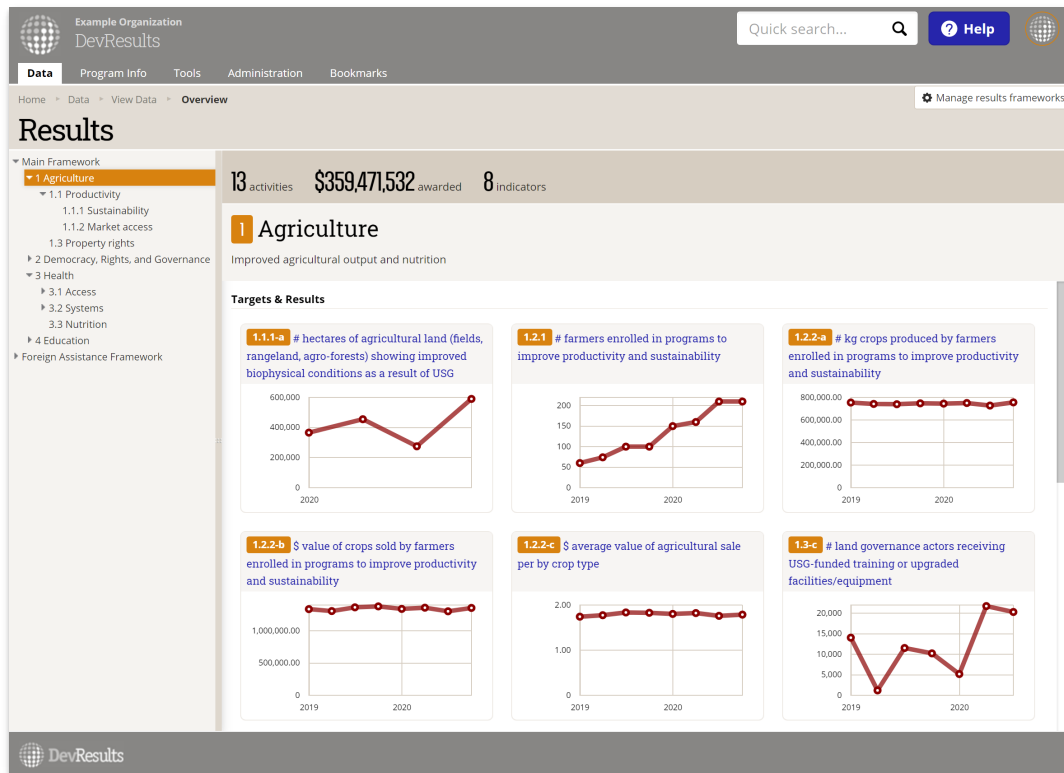 Example Organization
DevResults
Quick search...
Help
Data
Program Info
Tools
Administration
Bookmarks
Home
Data
View Data
Overview
Manage results frameworks
Results
Main Framework
1 Agriculture
1.1 Productivity
1.1.1 Sustainability
1.1.2 Market access
1.3 Property rights
2 Democracy, Rights, and Governance
3 Health
3.1 Access
3.2 Systems
3.3 Nutrition
4 Education
Foreign Assistance Framework
13 activities
$359,471,532 awarded
8 indicators
1 Agriculture
Improved agricultural output and nutrition
Targets & Results
1.1.1-a # hectares of agricultural land (fields,
rangeland, agro-forests) showing improved
biophysical conditions as a result of USG
600,000
400,000
200,000
0
2020
1.2.1 # farmers enrolled in programs to
improve productivity and sustainability
200
150
100
50
0
2019
2020
1.2.2-a # kg crops produced by farmers
enrolled in programs to improve productivity
and sustainability
800,000.00
600,000.00
400,000.00
200,000.00
0
2019
2020
1.2.2-b $ value of crops sold by farmers
enrolled in programs to improve productivity
and sustainability
1,000,000.00
500,000.00
0
2019
2020
1.2.2-c $ average value of agricultural sale
per by crop type
2.00
1.00
0
2019
2020
1.3-c # land governance actors receiving
USG-funded training or upgraded
facilities/equipment
20,000
15,000
10,000
5,000
0
2019
2020
DevResults